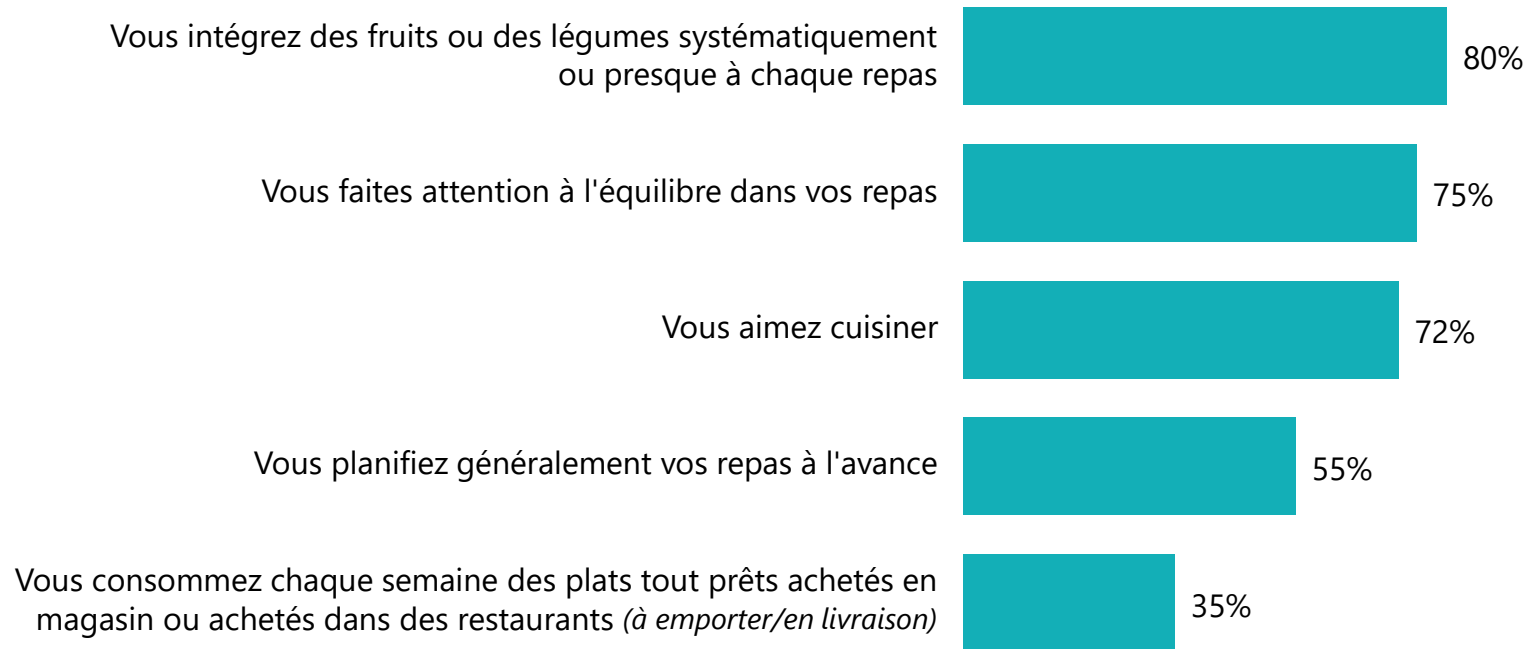 Vous intégrez des fruits ou des légumes systématiquement
ou presque à chaque repas
80%
Vous faites attention à l'équilibre dans vos repas
75%
Vous aimez cuisiner
72%
Vous planifiez généralement vos repas à l'avance
55%
Vous consommez chaque semaine des plats tout prêts achetés en
magasin ou achetés dans des restaurants (à emporter/en livraison)
35%